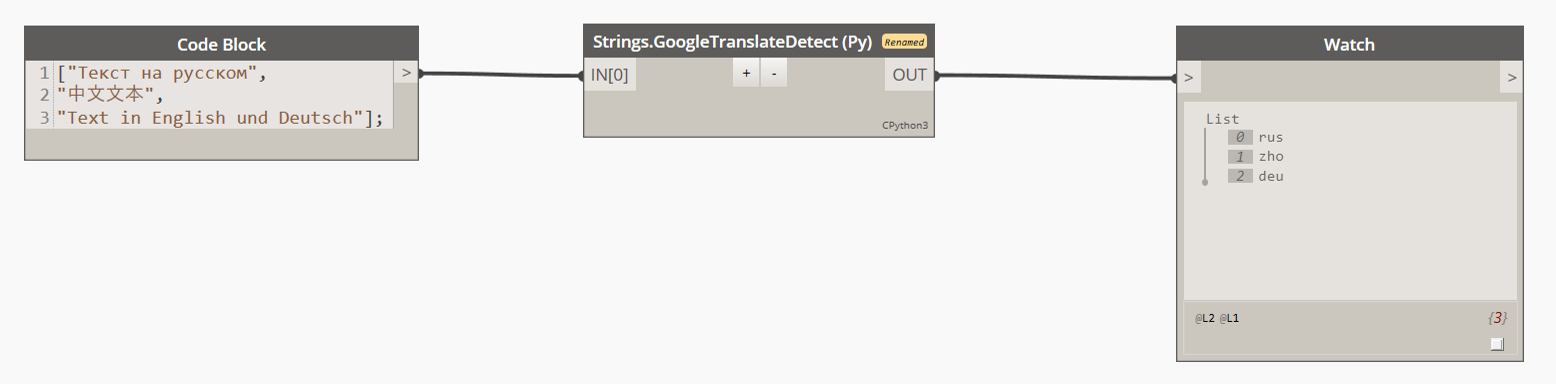 Code Block
1 ["Текст на русском",
2 "中文文本",
3 "Text in English und Deutsch"];
>
Strings.GoogleTranslateDetect (Py) Renamed
IN[0] + - OUT
CPython3
Watch
> >
List
0 rus
1 zho
2 deu
@L2 @L1 {3}